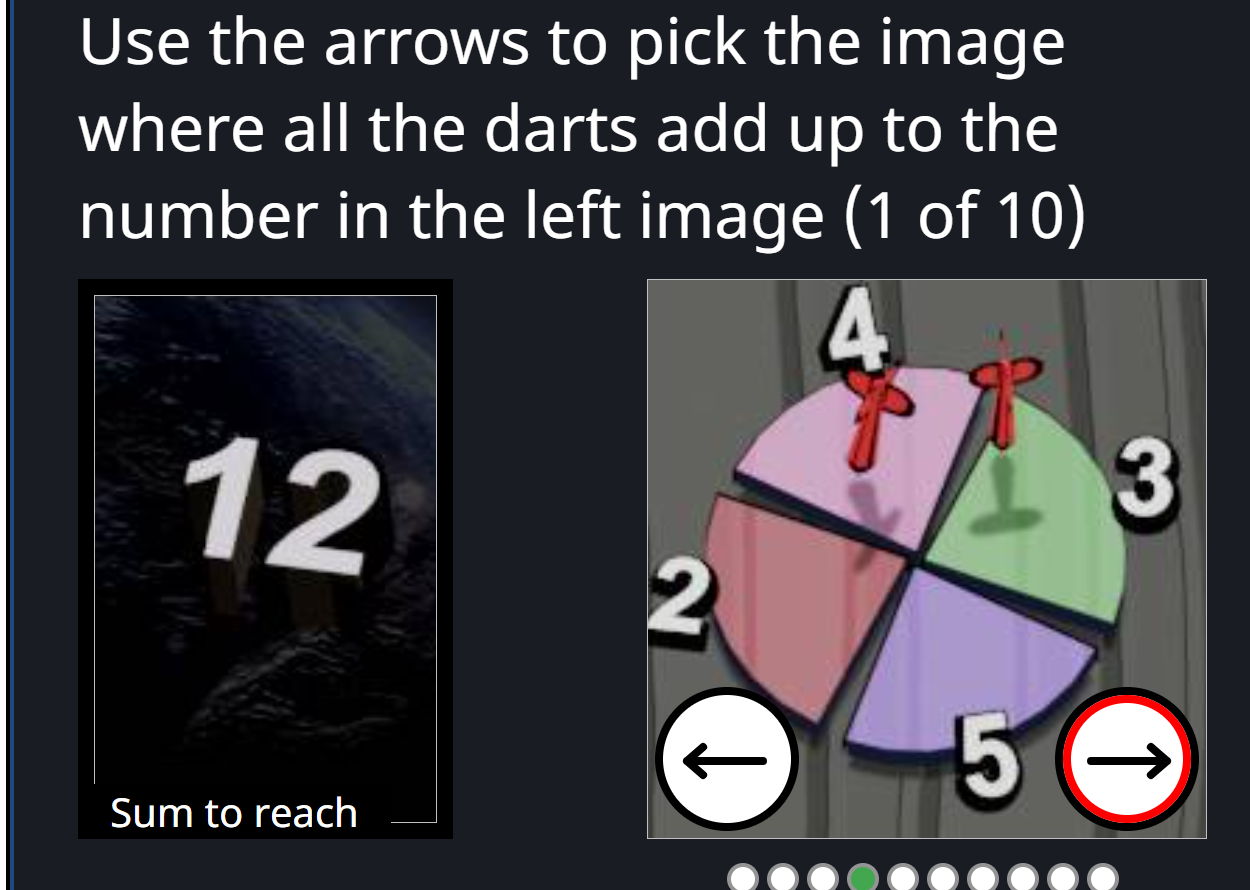 Use the arrows to pick the image
where all the darts add up to the
number in the left image (1 of 10)
12
Sum to reach
4
3
2
5